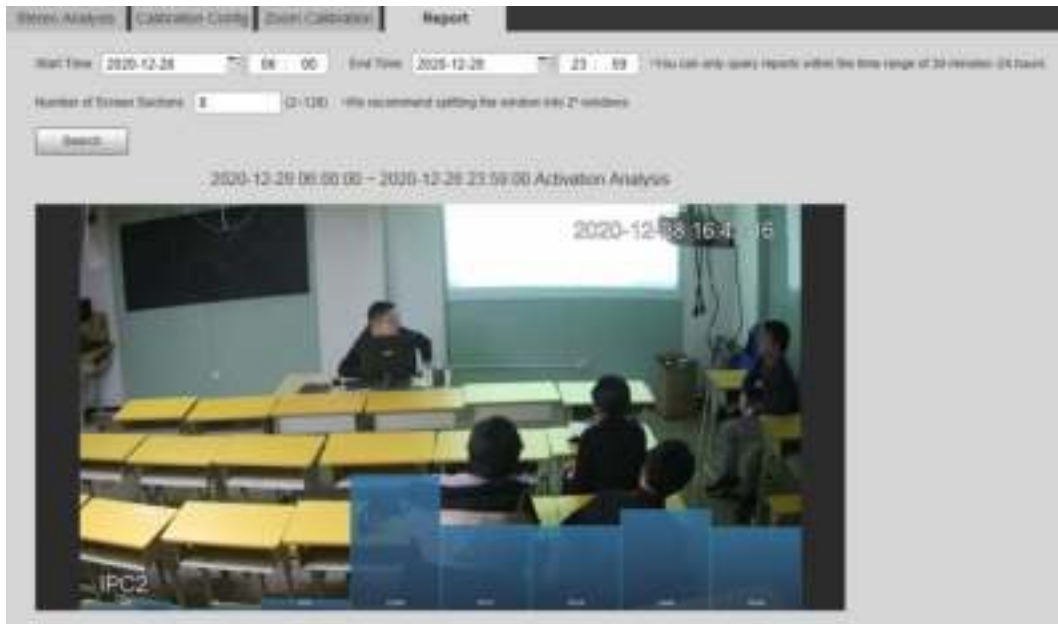 Stereo Analysis Calibration Config Zoom Calibration Report
Start Time 2020-12-28 06 : 00 End Time 2020-12-28 23 : 59 *You can only query reports within the time range of 30 minutes-24 hours
Number of Screen Sections 8 (2-128) *We recommend splitting the window into 2ⁿ windows
Search
2020-12-28 06:00:00 ~ 2020-12-28 23:59:00 Activation Analysis
IPC2